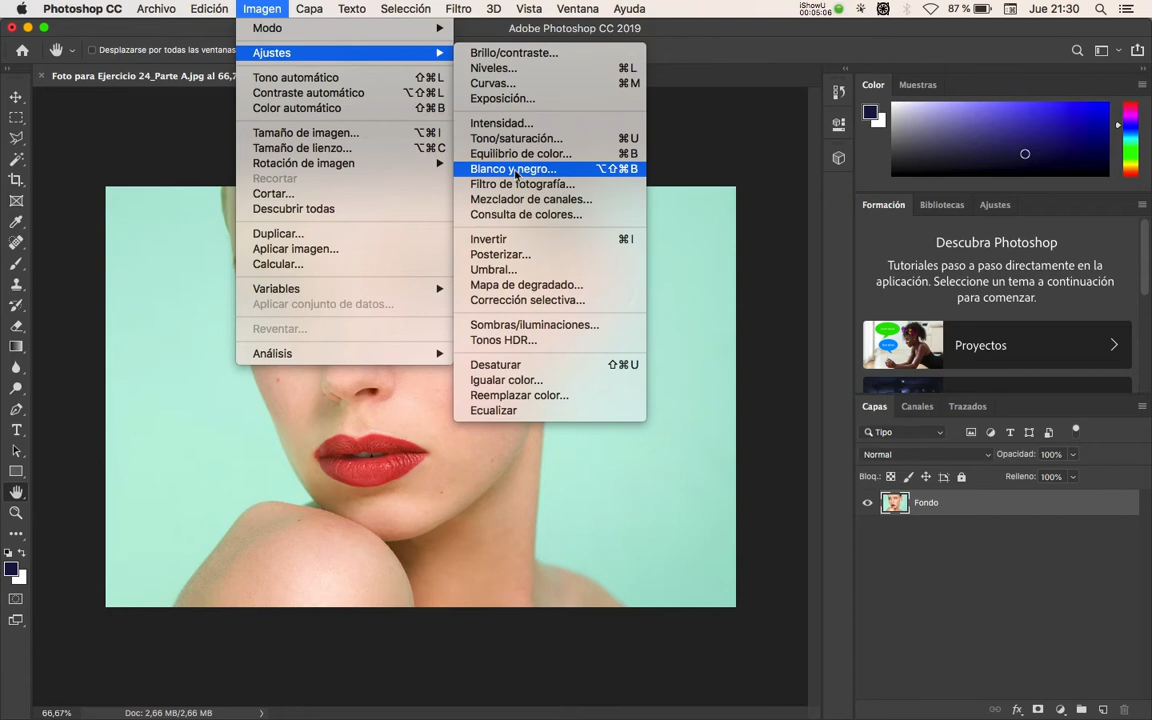 Photoshop CC Archivo Edición Imagen Capa Texto Selección Filtro 3D Vista Ventana Ayuda
iShowU
00:05:06
87 %
Jue 21:30
Adobe Photoshop CC 2019
Desplazarse por todas las ventanas
Foto para Ejercicio 24_Parte A.jpg al 66,7
Modo
Ajustes
Tono automático ⇧⌘L
Contraste automático ⌥⇧⌘L
Color automático ⇧⌘B
Tamaño de imagen... ⌥⌘I
Tamaño de lienzo... ⌥⌘C
Rotación de imagen
Recortar
Cortar...
Descubrir todas
Duplicar...
Aplicar imagen...
Calcular...
Variables
Aplicar conjunto de datos...
Reventar...
Análisis
Brillo/contraste...
Niveles... ⌘L
Curvas... ⌘M
Exposición...
Intensidad...
Tono/saturación... ⌘U
Equilibrio de color... ⌘B
Blanco y negro... ⌥⇧⌘B
Filtro de fotografía...
Mezclador de canales...
Consulta de colores...
Invertir ⌘I
Posterizar...
Umbral...
Mapa de degradado...
Corrección selectiva...
Sombras/iluminaciones...
Tonos HDR...
Desaturar ⇧⌘U
Igualar color...
Reemplazar color...
Ecualizar
Color Muestras
Formación Bibliotecas Ajustes
Descubra Photoshop
Tutoriales paso a paso directamente en la
aplicación. Seleccione un tema a continuación
para comenzar.
Proyectos
Capas Canales Trazados
Tipo
Normal Opacidad: 100%
Bloq.: Relleno: 100%
Fondo
66,67% Doc: 2,66 MB/2,66 MB